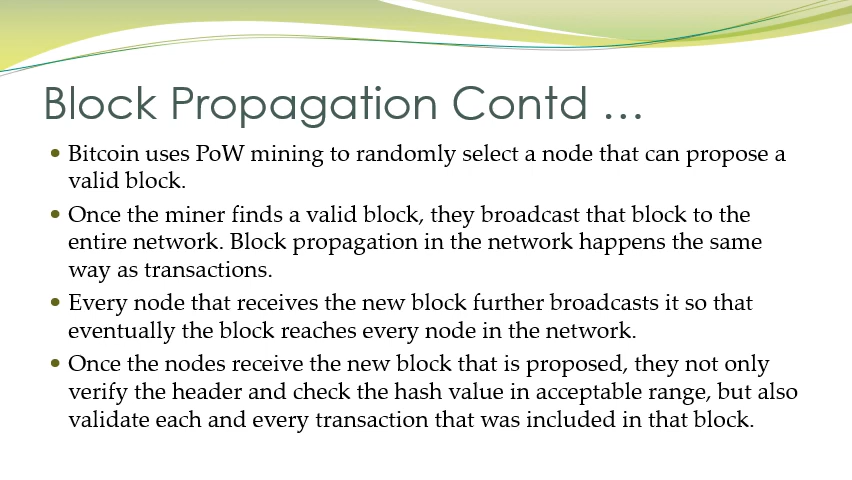 Block Propagation Contd ...
• Bitcoin uses PoW mining to randomly select a node that can propose a
valid block.
• Once the miner finds a valid block, they broadcast that block to the
entire network. Block propagation in the network happens the same
way as transactions.
• Every node that receives the new block further broadcasts it so that
eventually the block reaches every node in the network.
• Once the nodes receive the new block that is proposed, they not only
verify the header and check the hash value in acceptable range, but also
validate each and every transaction that was included in that block.